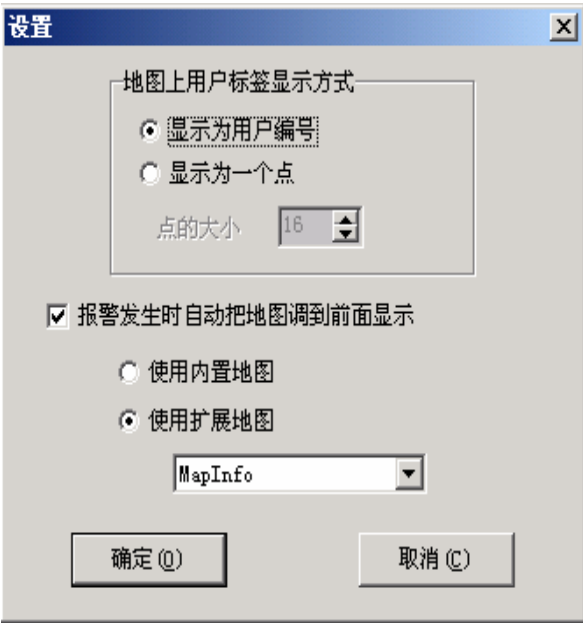 设置
地图上用户标签显示方式
显示为用户编号
显示为一个点
点的大小 16
报警发生时自动把地图调到前面显示
使用内置地图
使用扩展地图
MapInfo
确定(O) 取消(C)